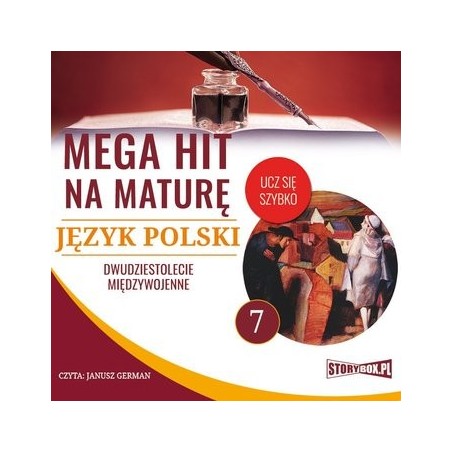 MEGA HIT
NA MATURĘ
UCZ SIĘ
SZYBKO
JĘZYK POLSKI
DWUDZIESTOLECIE
MIĘDZYWOJENNE
7
CZYTA: JANUSZ GERMAN
STORYBOX.PL